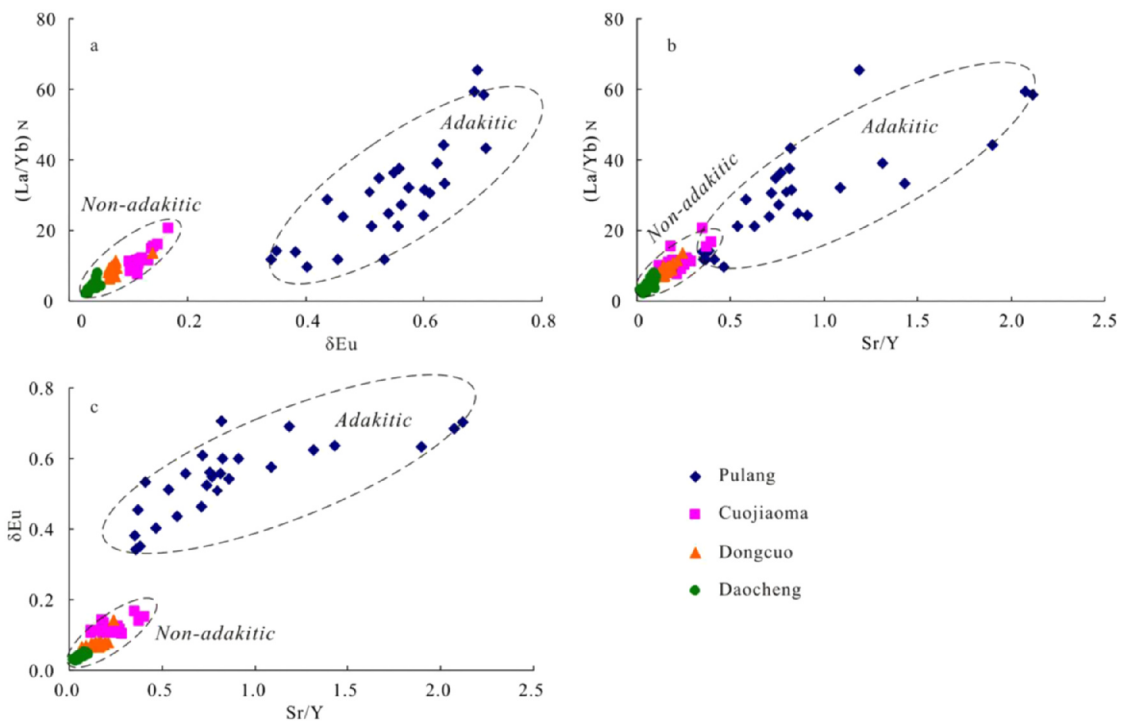 a
80
60
40
20
0
(La/Yb) N
Adakitic
Non-adakitic
0 0.2 0.4 0.6 0.8
δEu
b
80
60
40
20
0
(La/Yb) N
Adakitic
Non-adakitic
0.0 0.5 1.0 1.5 2.0 2.5
Sr/Y
c
0.8
0.6
0.4
0.2
0.0
δEu
Adakitic
Non-adakitic
0.0 0.5 1.0 1.5 2.0 2.5
Sr/Y
Pulang
Cuojiaoma
Dongcuo
Daocheng